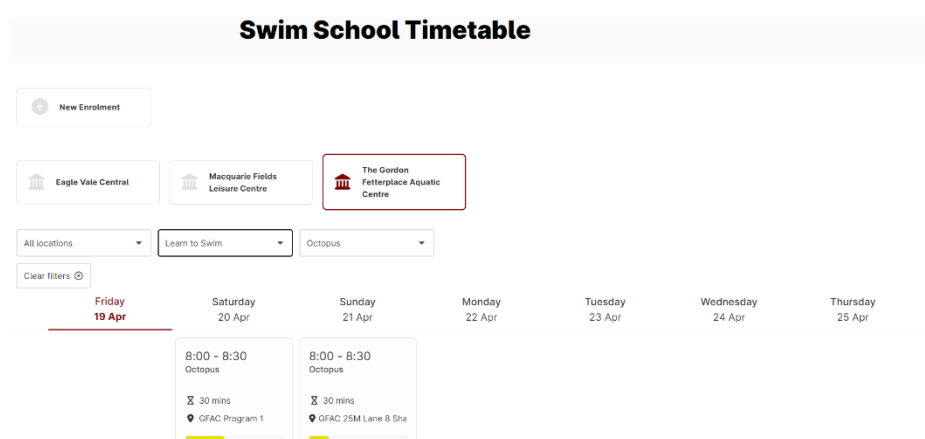 Swim School Timetable
New Enrolment
Eagle Vale Central
Macquarie Fields
Leisure Centre
The Gordon
Fetterplace Aquatic
Centre
All locations
Learn to Swim
Octopus
Clear filters
Friday Saturday Sunday Monday Tuesday Wednesday Thursday
19 Apr 20 Apr 21 Apr 22 Apr 23 Apr 24 Apr 25 Apr
8:00 - 8:30
Octopus
30 mins
GFAC Program 1
8:00 - 8:30
Octopus
30 mins
GFAC 25M Lane 8 Sha